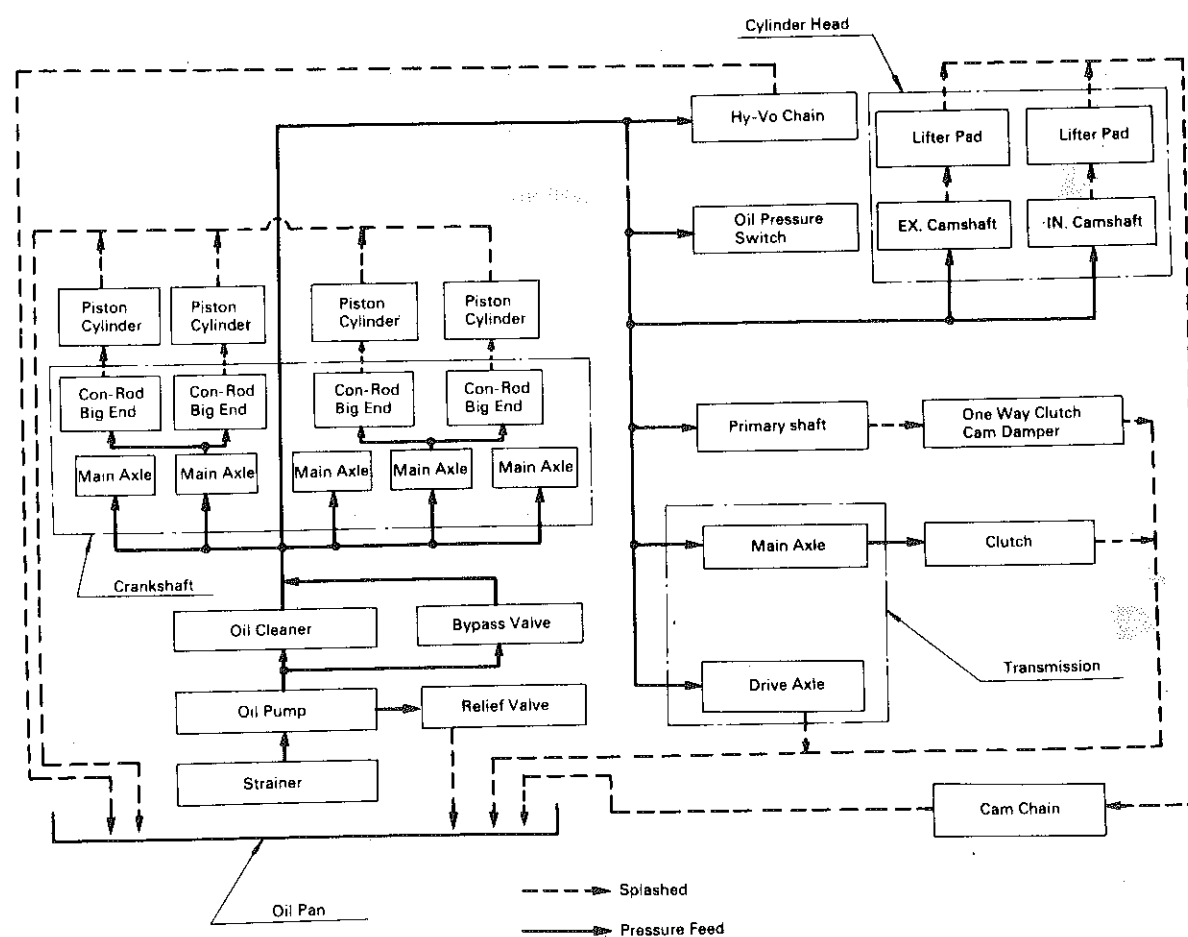 Cylinder Head
Hy-Vo Chain
Lifter Pad
Lifter Pad
Oil Pressure
Switch
EX. Camshaft
IN. Camshaft
Piston
Cylinder
Piston
Cylinder
Piston
Cylinder
Piston
Cylinder
Con-Rod
Big End
Con-Rod
Big End
Con-Rod
Big End
Con-Rod
Big End
Primary shaft
One Way Clutch
Cam Damper
Main Axle
Main Axle
Main Axle
Main Axle
Main Axle
Main Axle
Clutch
Crankshaft
Oil Cleaner
Bypass Valve
Transmission
Drive Axle
Oil Pump
Relief Valve
Strainer
Cam Chain
Oil Pan
Splashed
Pressure Feed